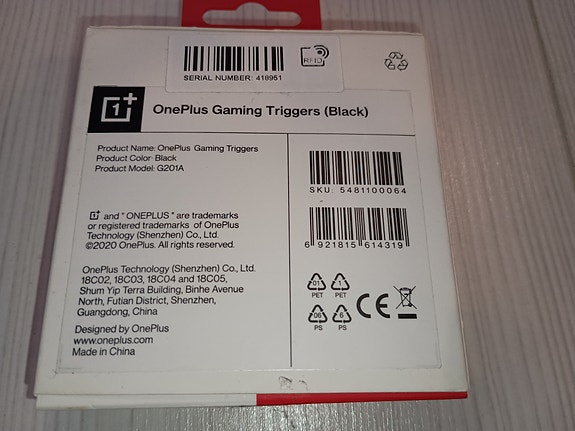 RFID
SERIAL NUMBER: 418951
1+
OnePlus Gaming Triggers (Black)
Product Name: OnePlus Gaming Triggers
Product Color: Black
Product Model: G201A
SKU: 5481100064
1+ and " ONEPLUS " are trademarks
or registered trademarks of OnePlus
Technology (Shenzhen) Co., Ltd.
©2020 OnePlus. All rights reserved.
6 921815 614319
OnePlus Technology (Shenzhen) Co., Ltd.
18C02, 18C03, 18C04 and 18C05,
Shum Yip Terra Building, Binhe Avenue
North, Futian District, Shenzhen,
Guangdong, China
01 1
PET PET
06 6
PS PS
CE
Designed by OnePlus
www.oneplus.com
Made in China